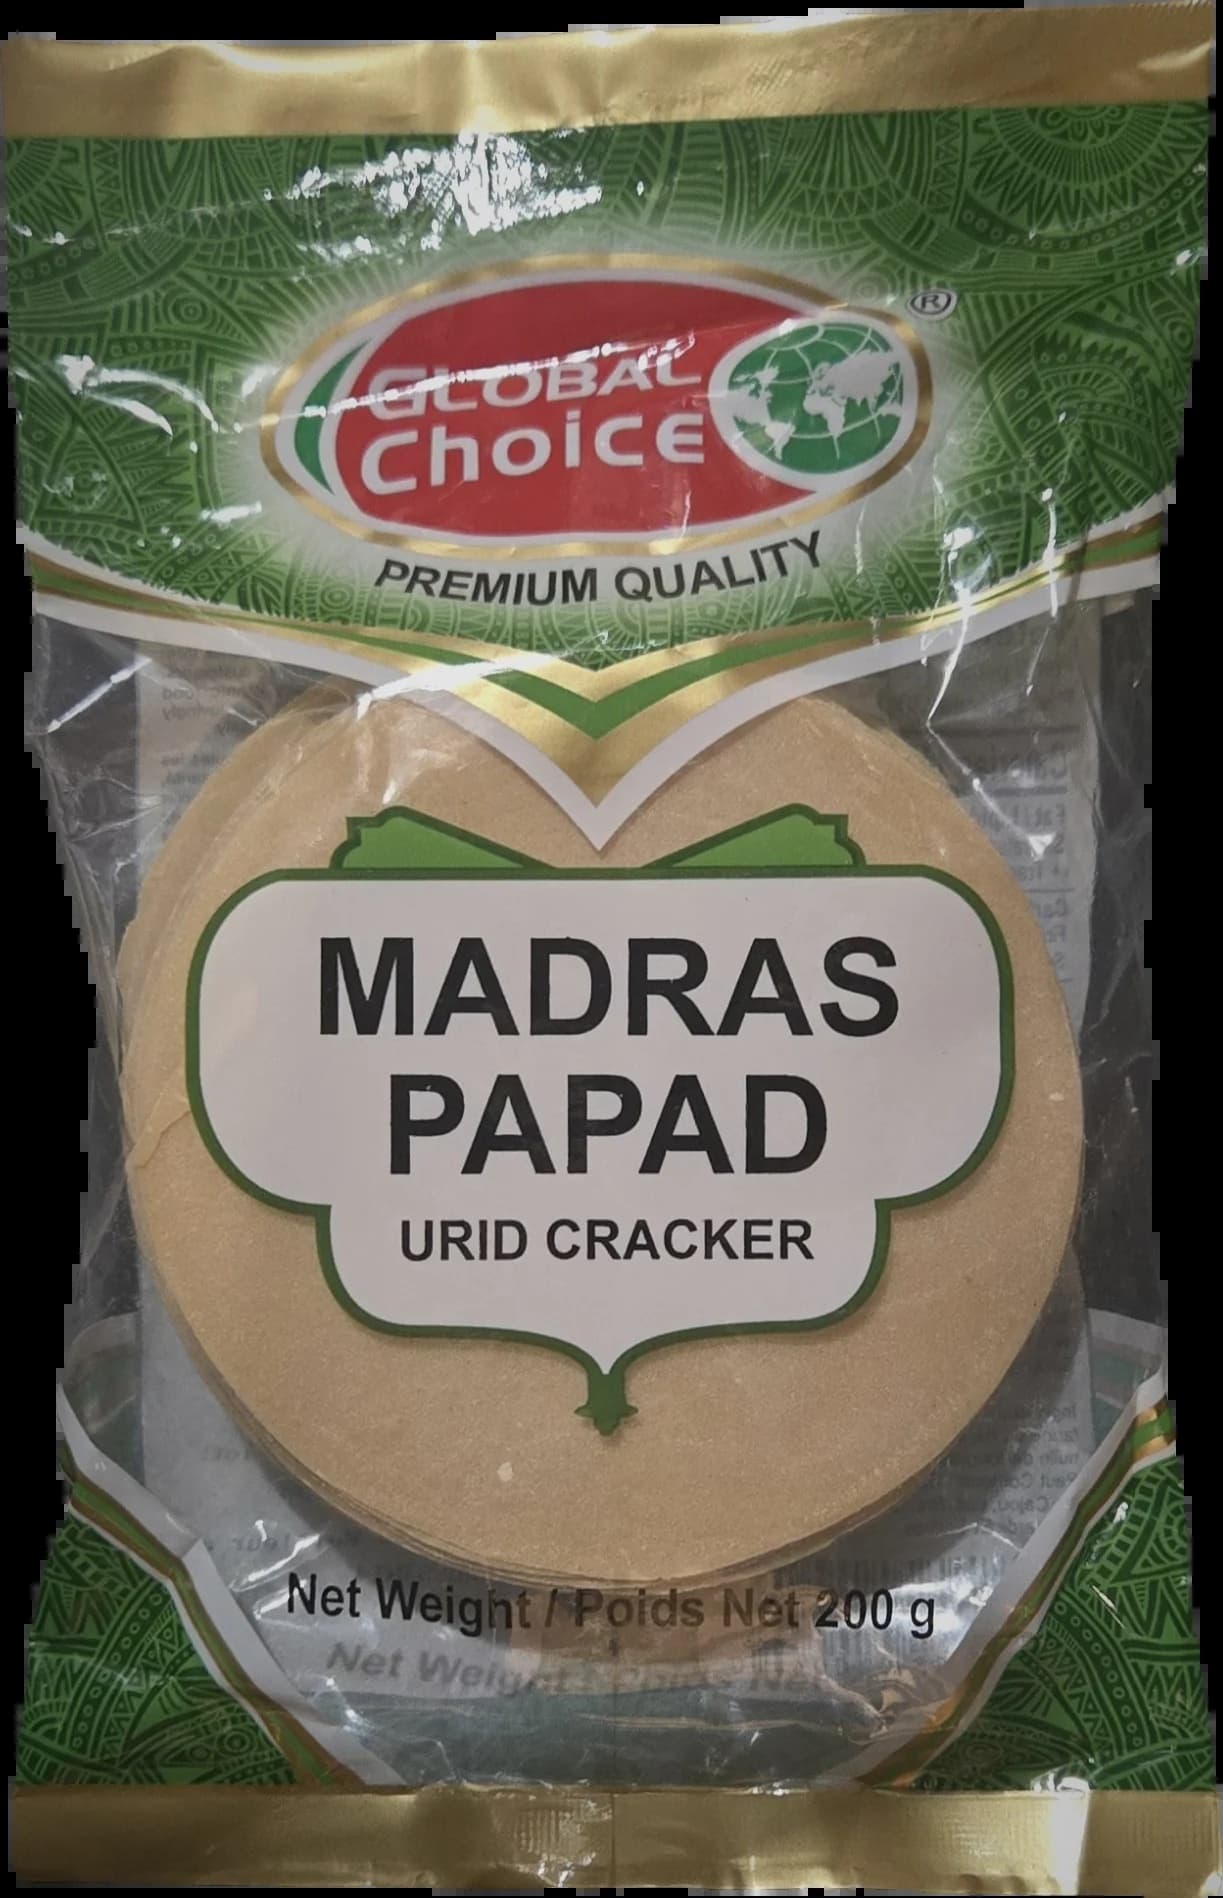 GLOBAL
Choice
®
PREMIUM QUALITY
MADRAS
PAPAD
URID CRACKER
Net Weight / Poids Net 200 g